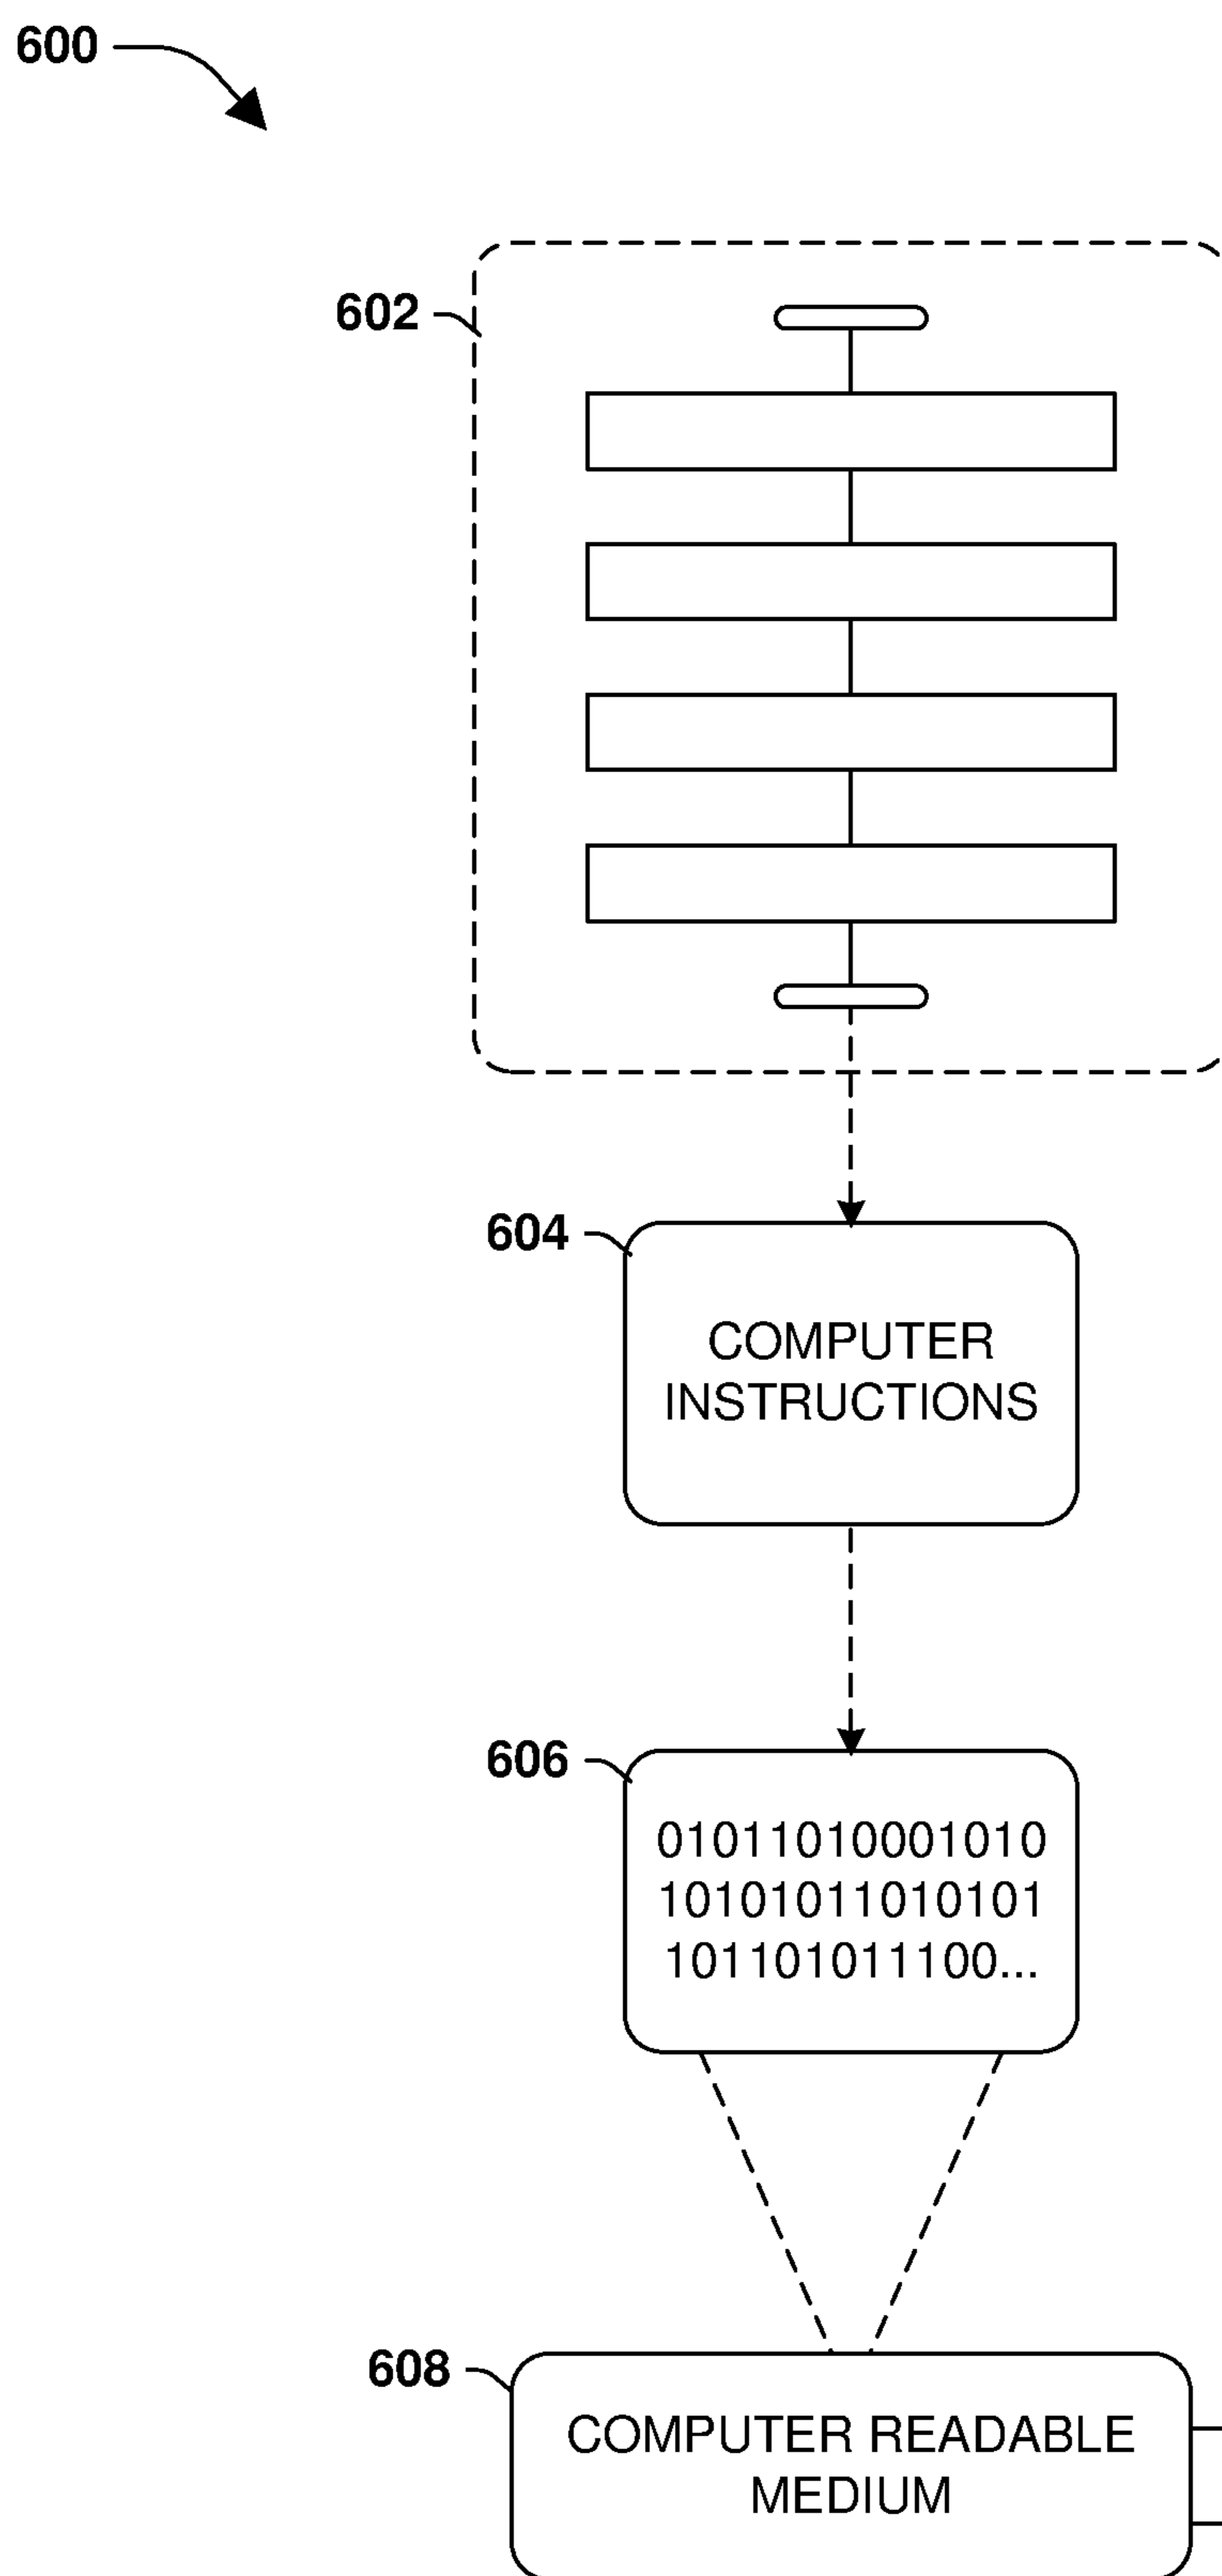 600
602
604
COMPUTER
INSTRUCTIONS
606
01011010001010
10101011010101
101101011100...
608
COMPUTER READABLE
MEDIUM